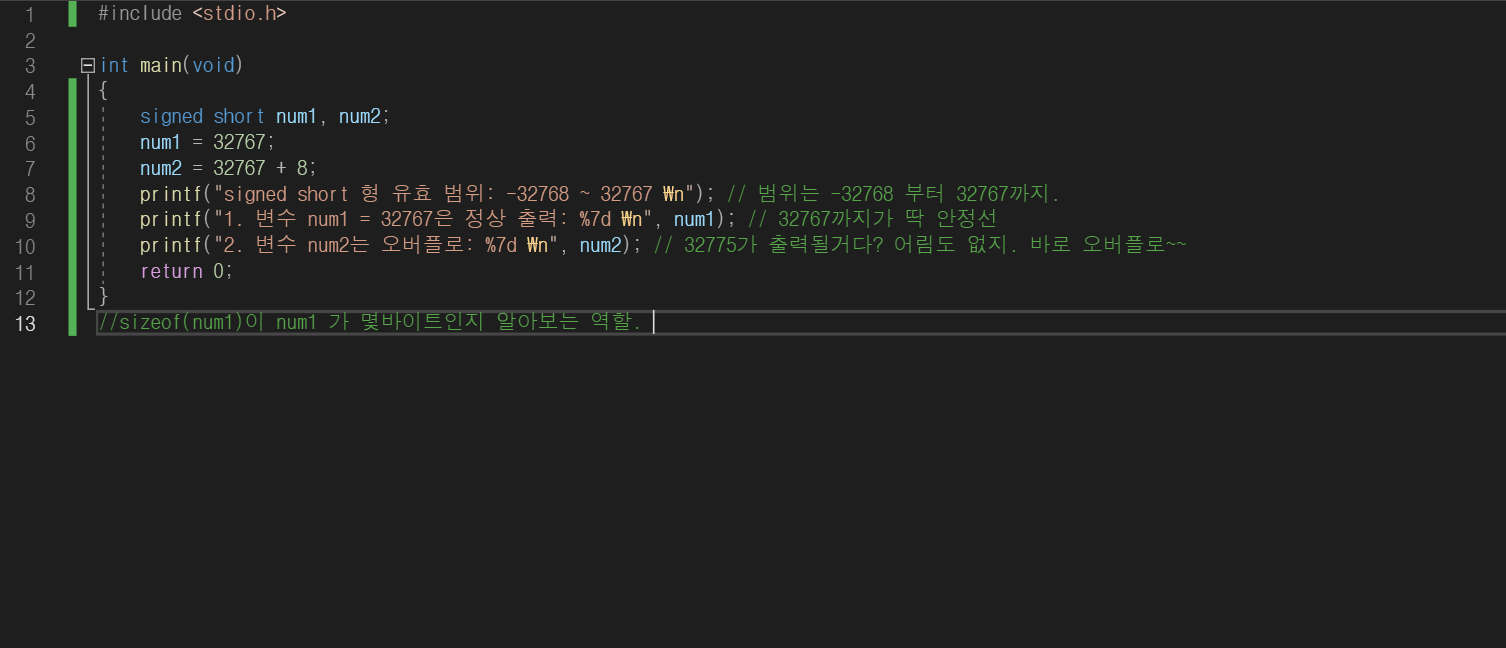 1 #include <stdio.h>
2
3 int main(void)
4 {
5 signed short num1, num2;
6 num1 = 32767;
7 num2 = 32767 + 8;
8 printf("signed short 형 유효 범위: -32768 ~ 32767 ₩n"); // 범위는 -32768 부터 32767까지.
9 printf("1. 변수 num1 = 32767은 정상 출력: %7d ₩n", num1); // 32767까지가 딱 안정선
10 printf("2. 변수 num2는 오버플로: %7d ₩n", num2); // 32775가 출력될거다? 어림도 없지. 바로 오버플로~~
11 return 0;
12 }
13 //sizeof(num1)이 num1 가 몇바이트인지 알아보는 역할.